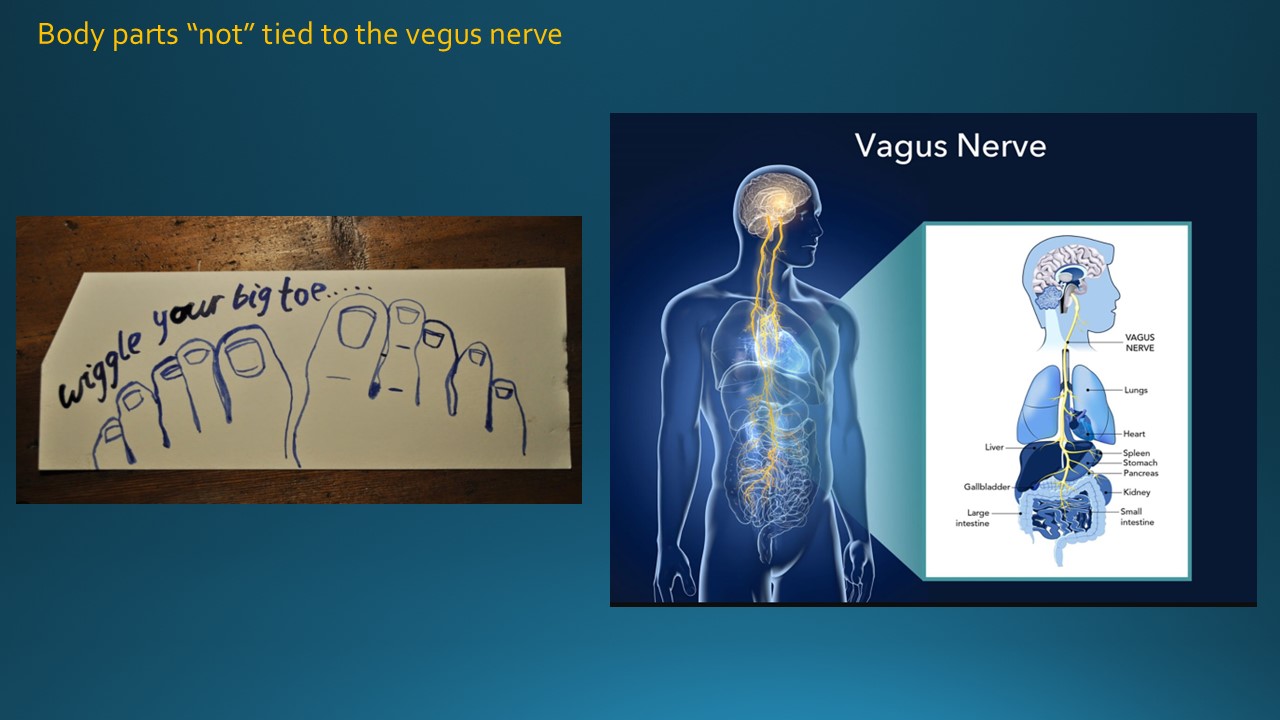 Body parts “not” tied to the vegus nerve
wiggle your big toe.....
Vagus Nerve
VAGUS
NERVE
Lungs
Heart
Liver
Spleen
Stomach
Pancreas
Gallbladder
Kidney
Large
intestine
Small
intestine